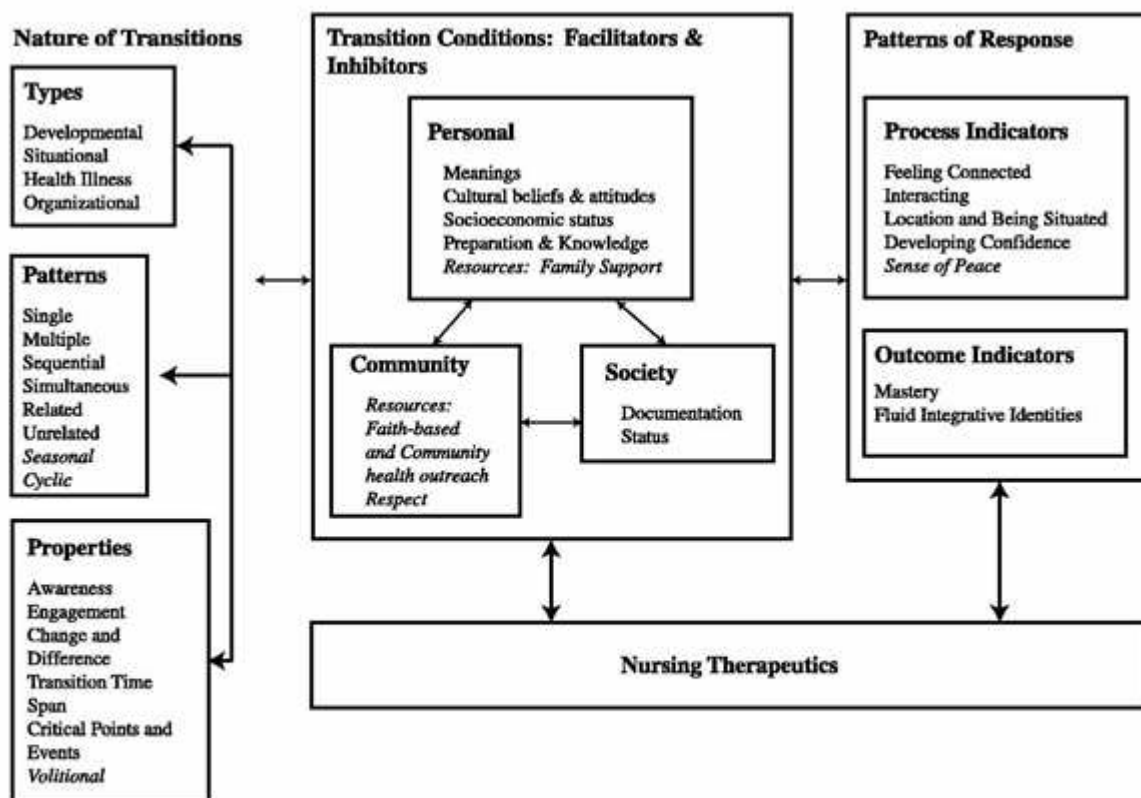 Nature of Transitions
Types
Developmental
Situational
Health Illness
Organizational
Patterns
Single
Multiple
Sequential
Simultaneous
Related
Unrelated
Seasonal
Cyclic
Properties
Awareness
Engagement
Change and
Difference
Transition Time
Span
Critical Points and
Events
Volitional
Transition Conditions: Facilitators &
Inhibitors
Personal
Meanings
Cultural beliefs & attitudes
Socioeconomic status
Preparation & Knowledge
Resources: Family Support
Community
Resources:
Faith-based
and Community
health outreach
Respect
Society
Documentation
Status
Patterns of Response
Process Indicators
Feeling Connected
Interacting
Location and Being Situated
Developing Confidence
Sense of Peace
Outcome Indicators
Mastery
Fluid Integrative Identities
Nursing Therapeutics